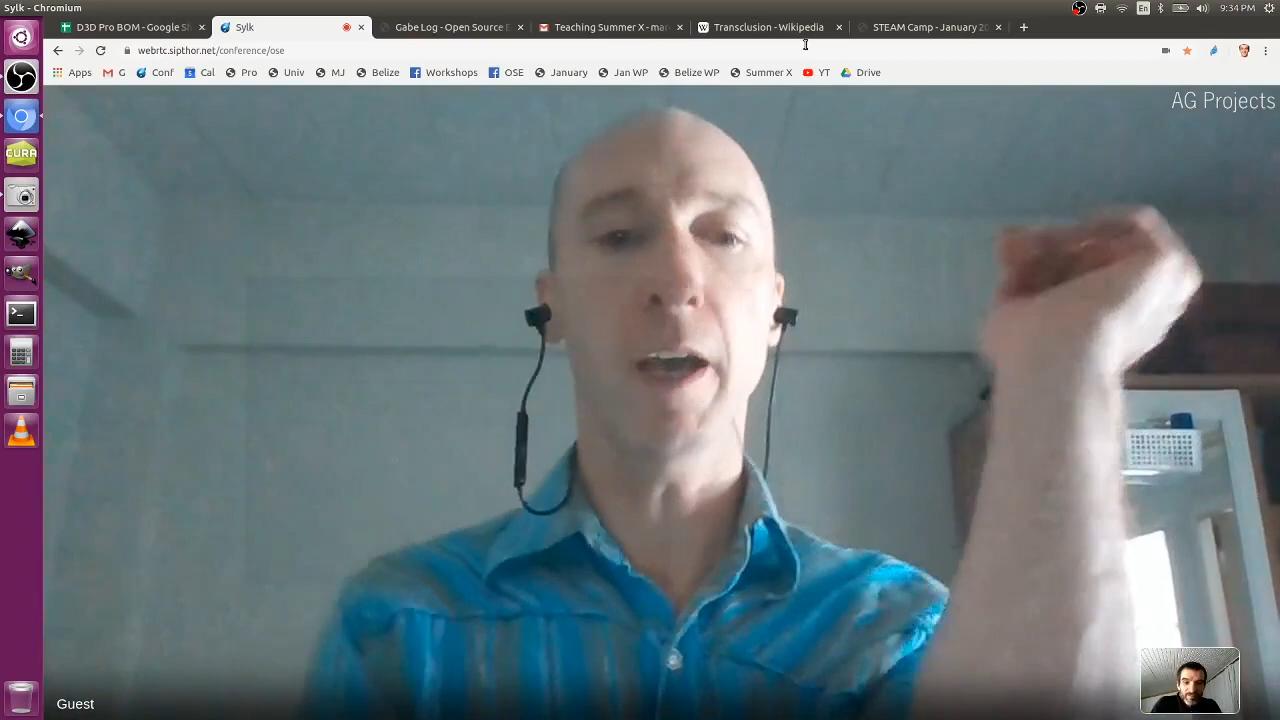 Sylk - Chromium
En
9:34 PM
D3D Pro BOM - Google Sh
Sylk
Gabe Log - Open Source E
Teaching Summer X - mar
Transclusion - Wikipedia
STEAM Camp - January 20
webrtc.sipthor.net/conference/ose
Apps
G
Conf
Cal
Pro
Univ
MJ
Belize
Workshops
OSE
January
Jan WP
Belize WP
Summer X
YT
Drive
AG Projects
CURA
Guest